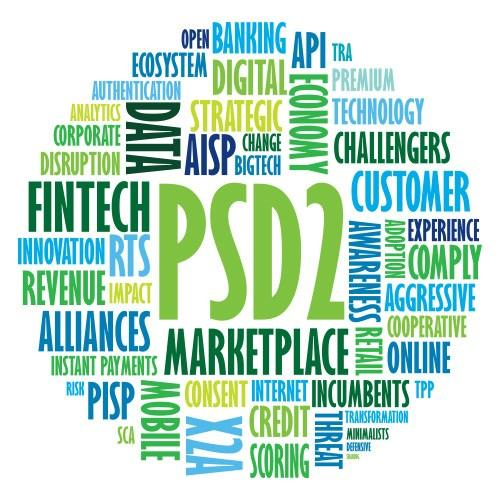 OPEN
BANKING
API
TRA
ECOSYSTEM
DIGITAL
ECONOMY
PREMIUM
AUTHENTICATION
DATA
ANALYTICS
STRATEGIC
TECHNOLOGY
CORPORATE
AISP
CHANGE
BIGTECH
CHALLENGERS
DISRUPTION
FINTECH
PSD2
CUSTOMER
AWARENESS
ADOPTION
EXPERIENCE
INNOVATION
RTS
COMPLY
REVENUE
IMPACT
AGGRESSIVE
ALLIANCES
MARKETPLACE
RETAIL
COOPERATIVE
INSTANT PAYMENTS
ONLINE
RISK
PISP
MOBILE
CONSENT
INTERNET
INCUMBENTS
TPP
SCA
X2A
CREDIT
SCORING
THREAT
TRANSFORMATION
MINIMALISTS
DEFENSIVE